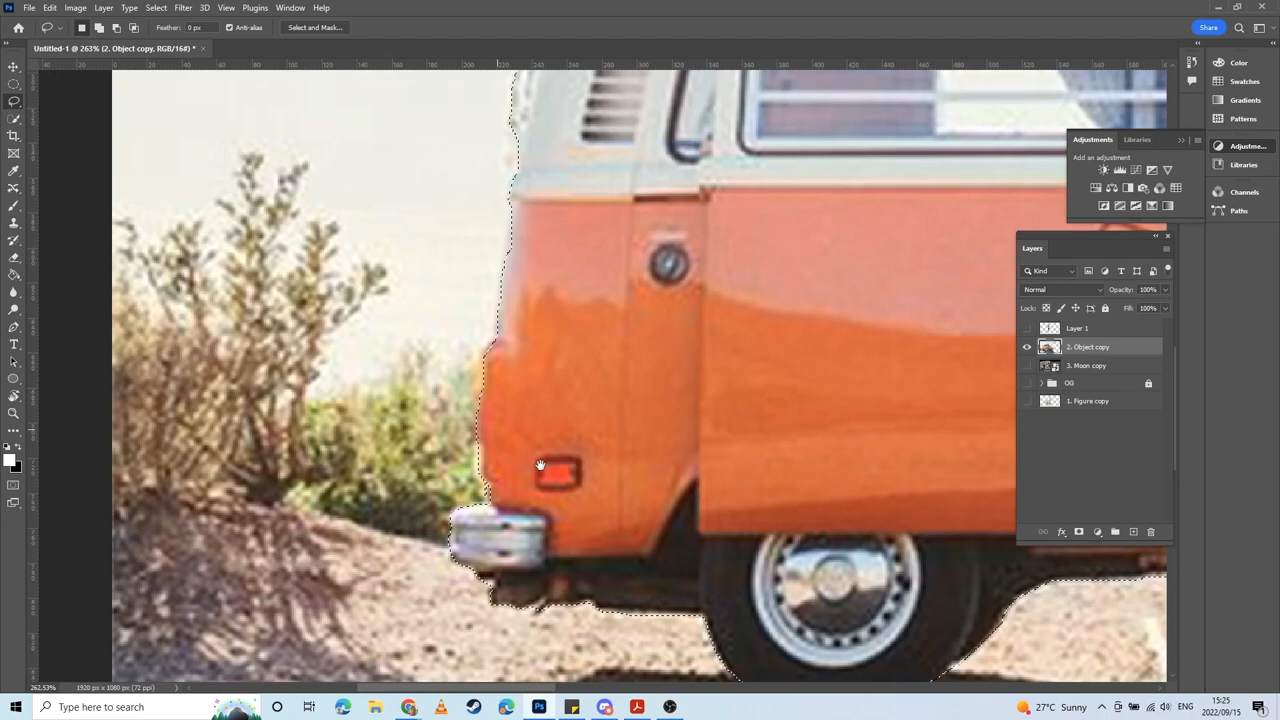 File Edit Image Layer Type Select Filter 3D View Plugins Window Help
Feather: 0 px Anti-alias Select and Mask... Share
Untitled-1 @ 263% (2. Object copy, RGB/16#) *
Color
Swatches
Gradients
Patterns
Adjustme...
Libraries
Channels
Paths
Adjustments Libraries
Add an adjustment
Layers
Kind
Normal Opacity: 100%
Lock: Fill: 100%
Layer 1
2. Object copy
3. Moon copy
OG
1. Figure copy
262,53% 1920 px x 1080 px (72 ppi)
Type here to search
27°C Sunny ENG 15:25
2022/09/15